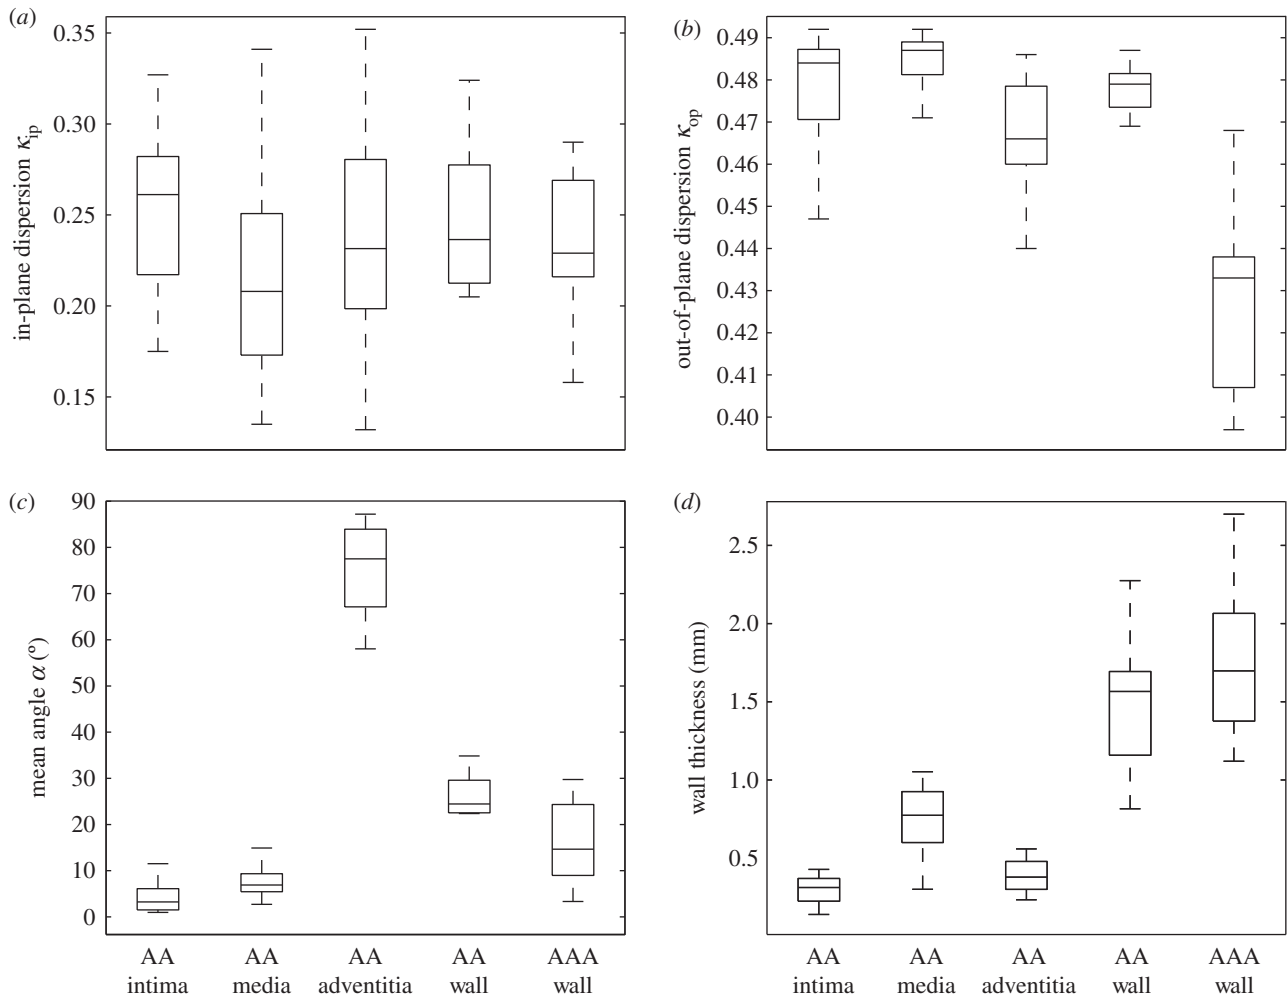 (a)
0.35
0.30
0.25
0.20
0.15
in-plane dispersion κip
(b)
0.49
0.48
0.47
0.46
0.45
0.44
0.43
0.42
0.41
0.40
out-of-plane dispersion κop
(c)
90
80
70
60
50
40
30
20
10
0
mean angle α (°)
AA
intima
AA
media
AA
adventitia
AA
wall
AAA
wall
(d)
2.5
2.0
1.5
1.0
0.5
wall thickness (mm)
AA
intima
AA
media
AA
adventitia
AA
wall
AAA
wall